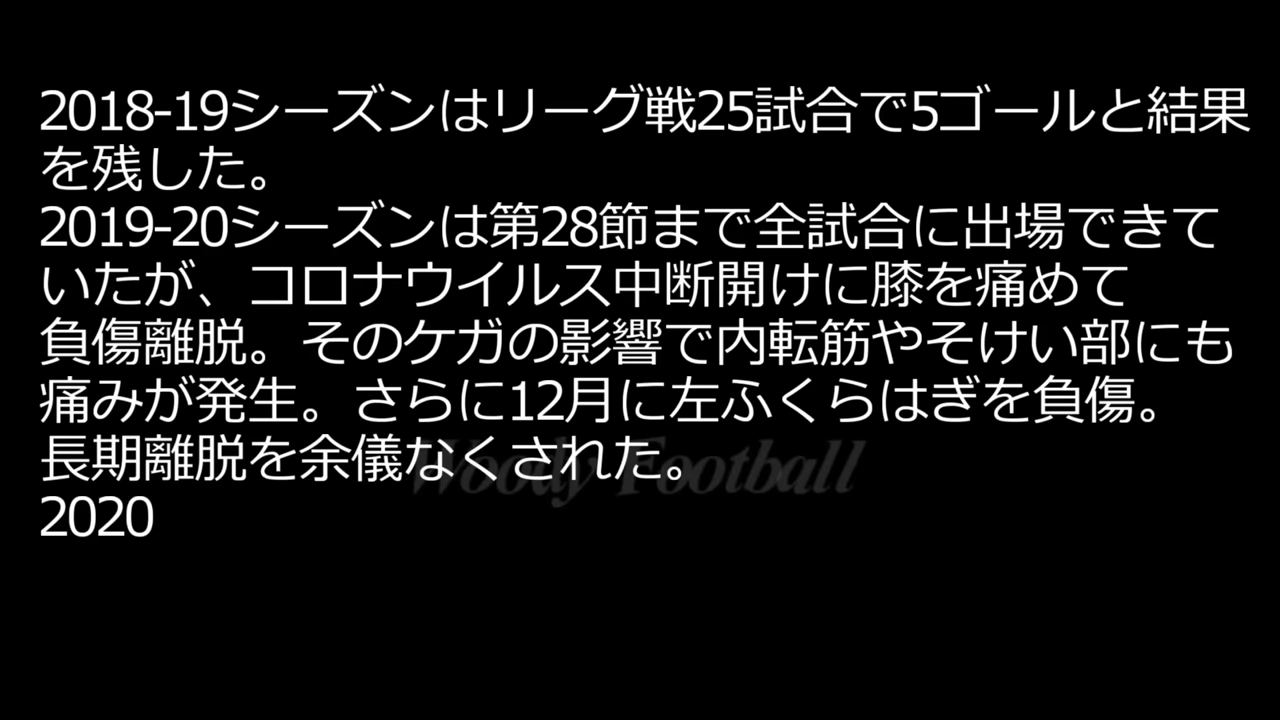 2018-19シーズンはリーグ戦25試合で5ゴールと結果
を残した。
2019-20シーズンは第28節まで全試合に出場できて
いたが、コロナウイルス中断開けに膝を痛めて
負傷離脱。そのケガの影響で内転筋やそけい部にも
痛みが発生。さらに12月に左ふくらはぎを負傷。
長期離脱を余儀なくされた。
Woody Football
2020